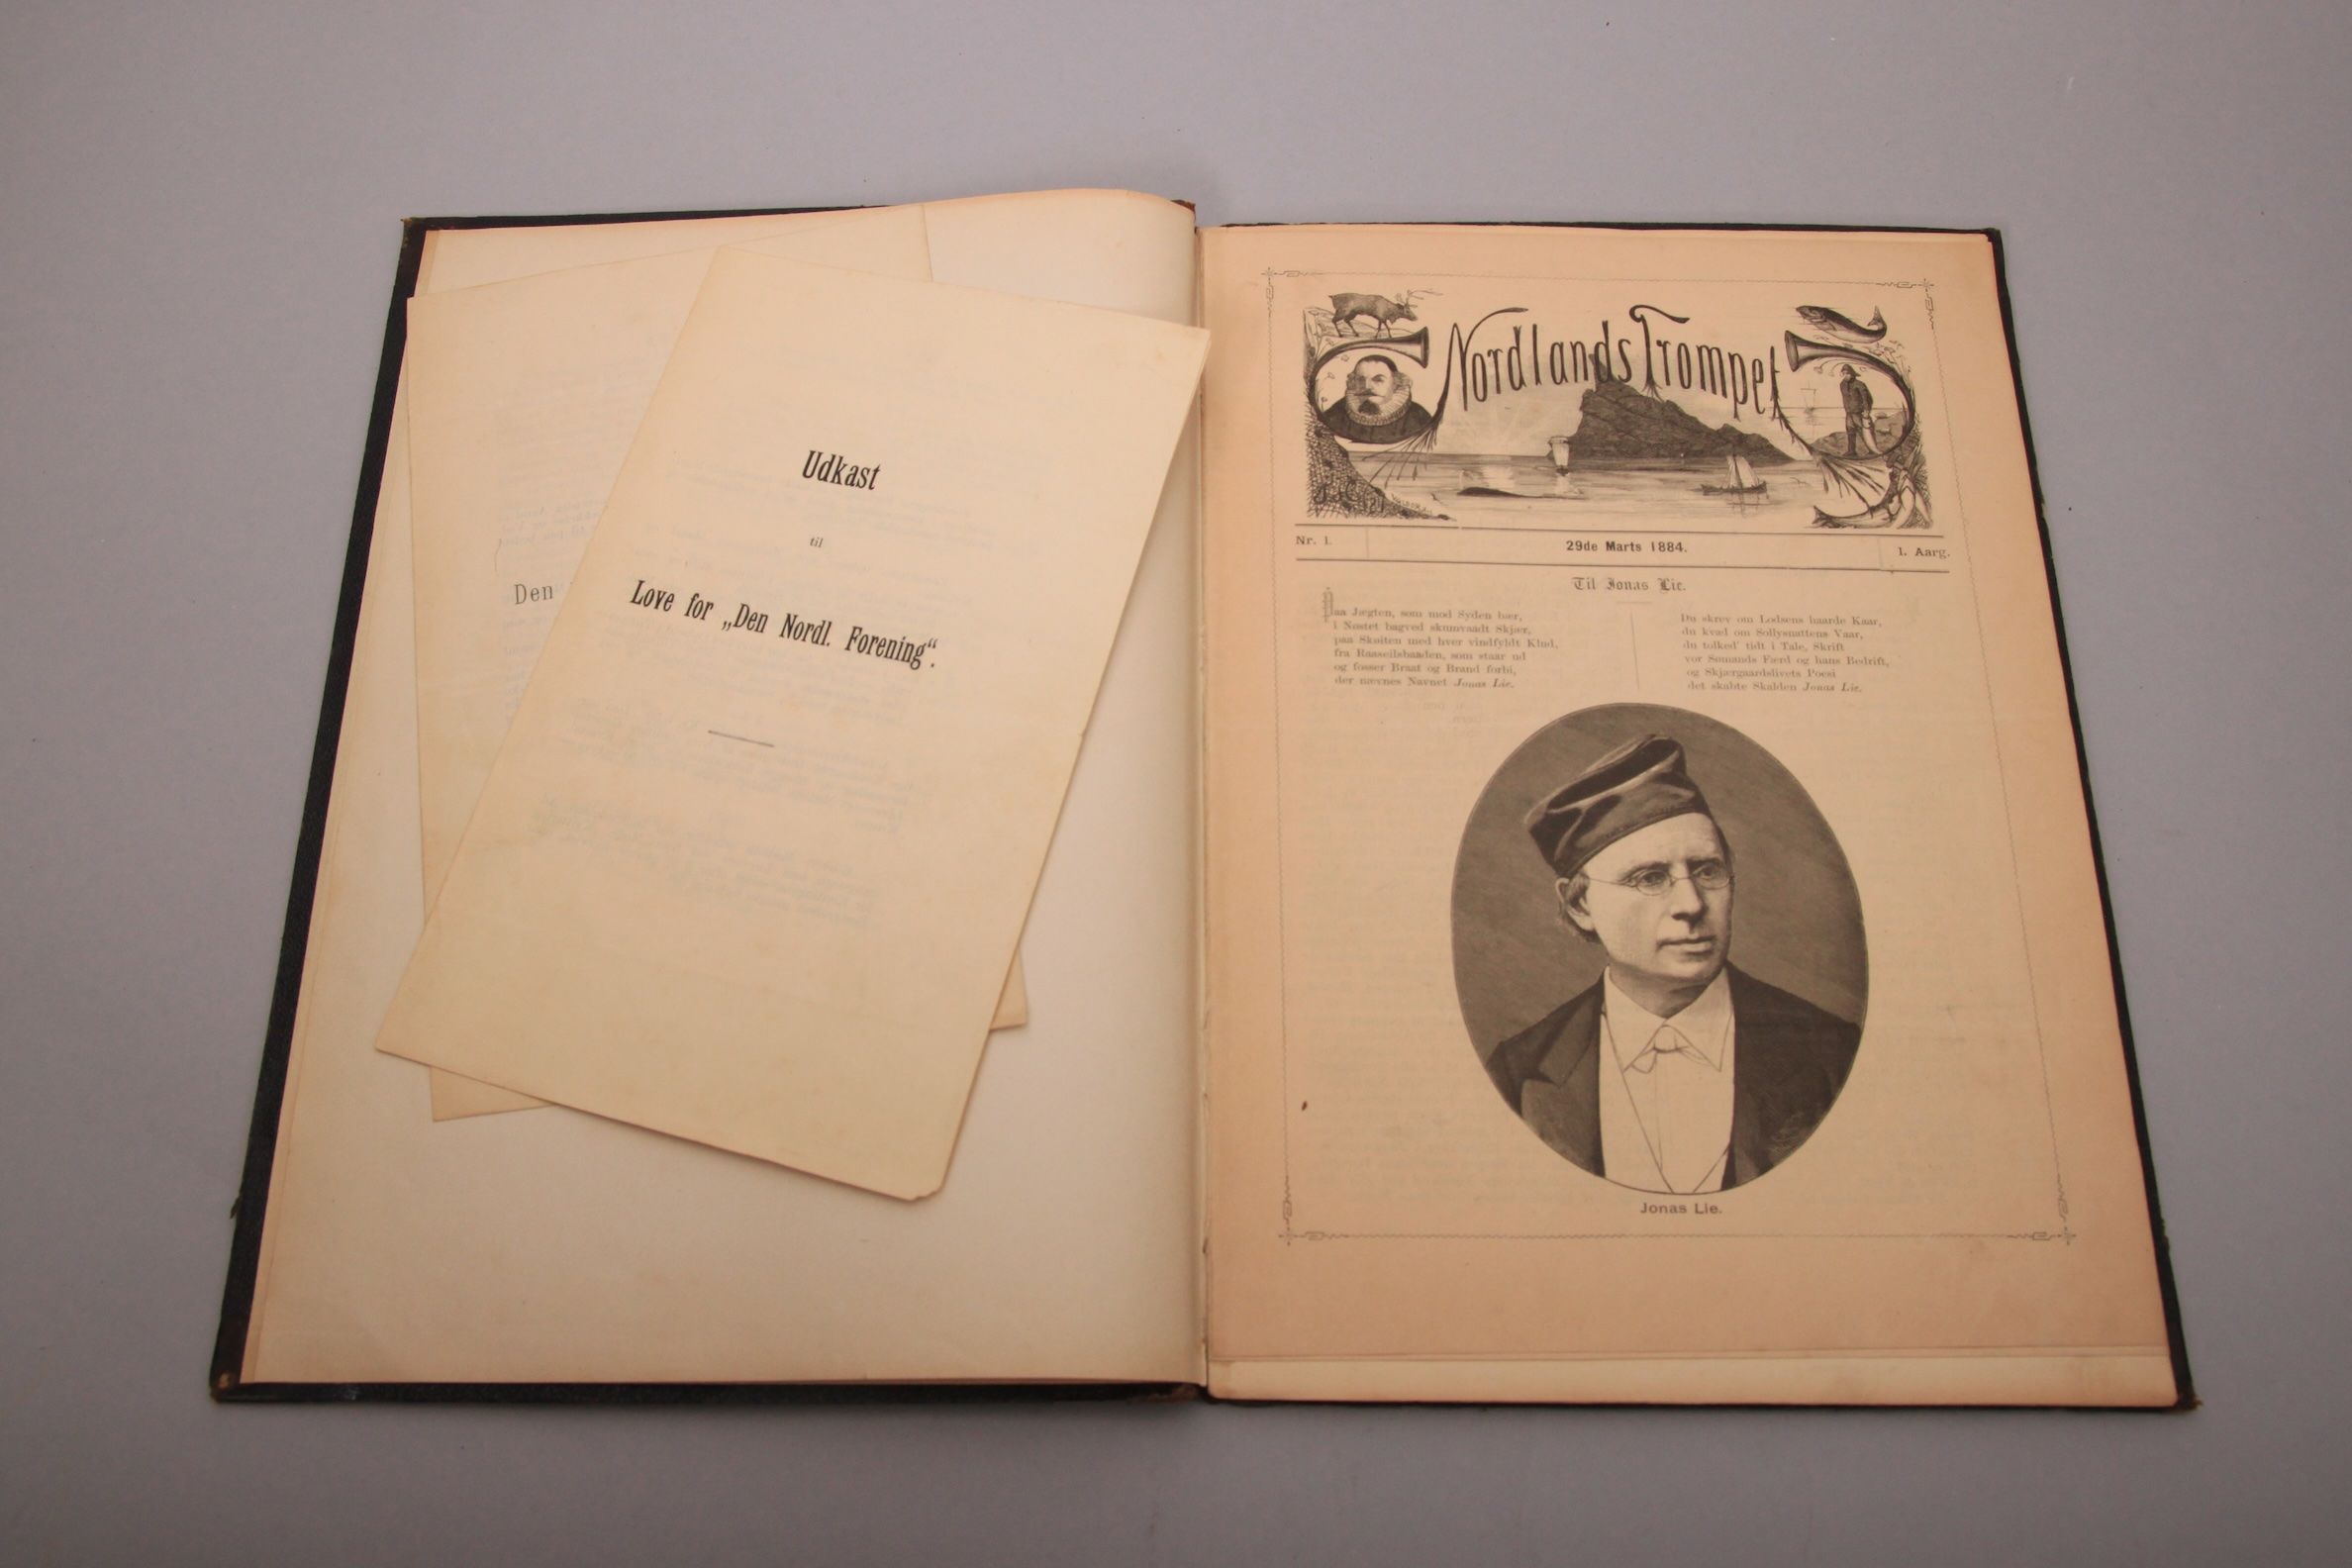 Den
Udkast
til
Love for „Den Nordl. Forening“.
Nordlands Trompet
Nr. 1.
29de Marts 1884.
1. Aarg.
Til Jonas Lie.
Paa Jægten, som mod Syden bær,
i Nøstet bagved skumvaadt Skjær,
paa Skøiten med hver vindfyldt Klud,
fra Raaseilsbaaden, som staar ud
og fosser Braat og Brand forbi,
der nævnes Navnet Jonas Lie.
Du skrev om Lodsens haarde Kaar,
du kvad om Sollysnattens Vaar,
du tolked' tidt i Tale, Skrift
vor Sømands Færd og hans Bedrift,
og Skjærgaardslivets Poesi
det skabte Skalden Jonas Lie.
Jonas Lie.